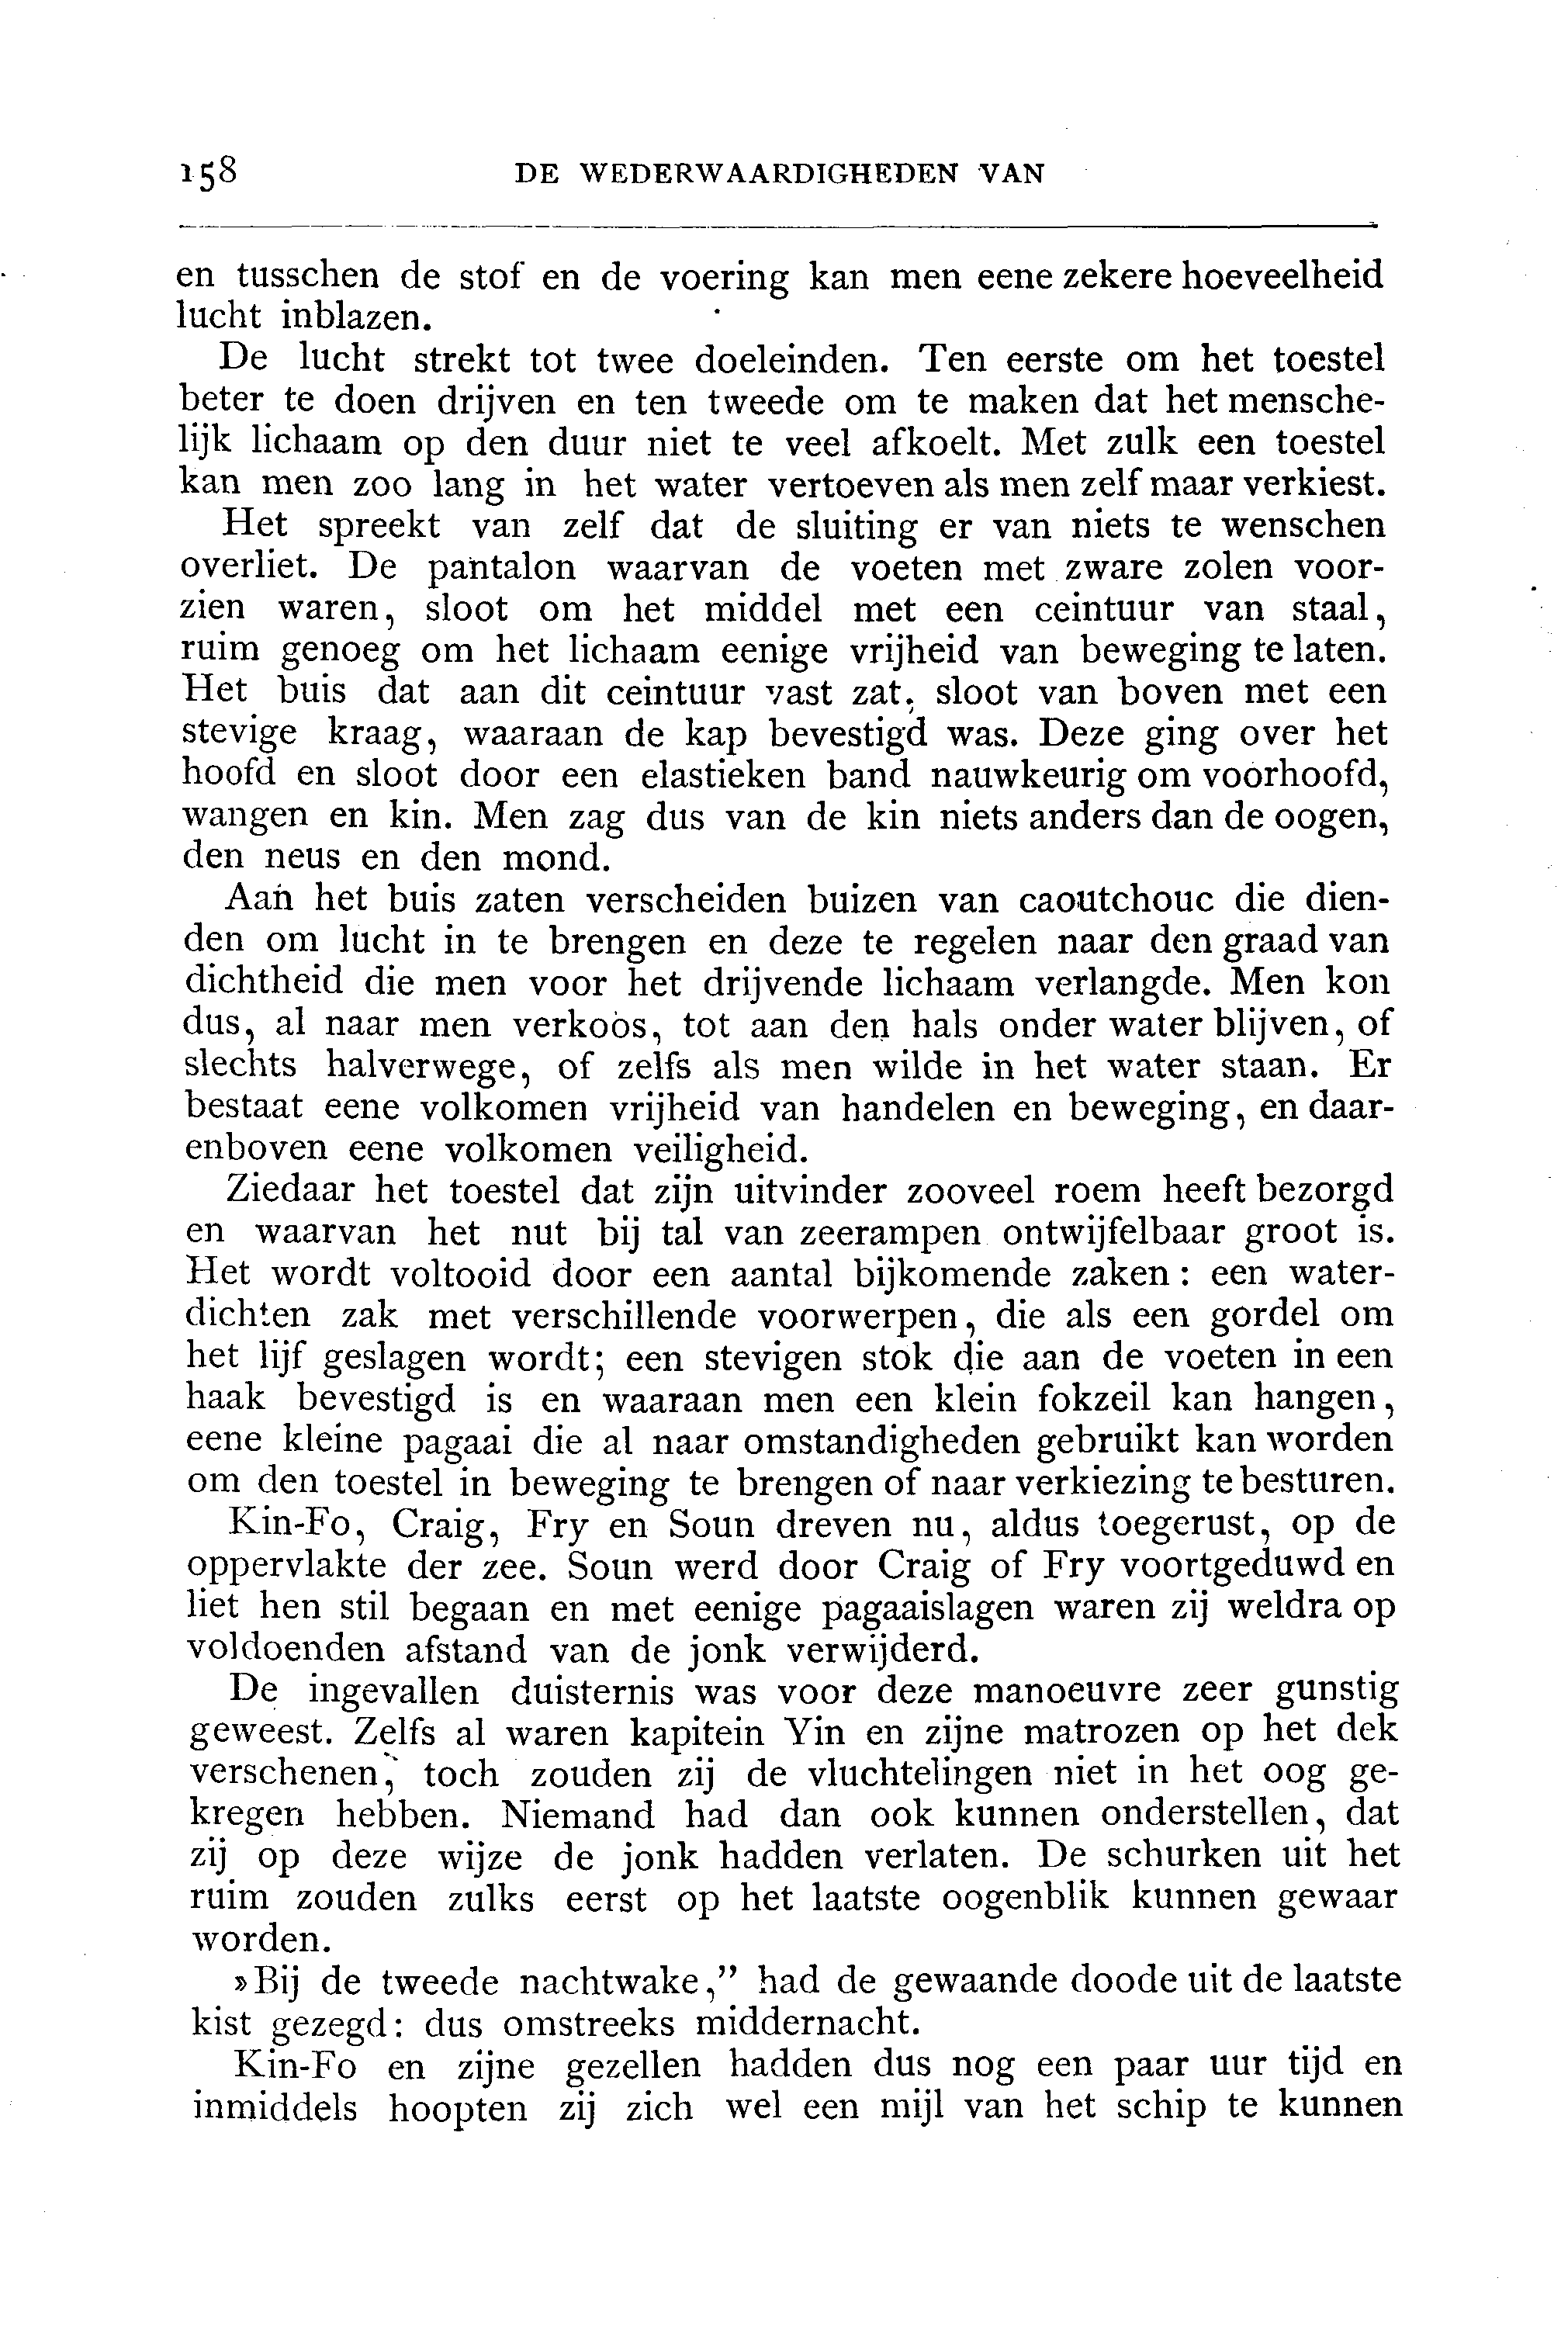 158 DE WEDERWAARDIGHEDEN VAN
en tusschen de stof en de voering kan men eene zekere hoeveelheid
lucht inblazen.
De lucht strekt tot twee doeleinden. Ten eerste om het toestel
beter te doen drijven en ten tweede om te maken dat het mensche-
lijk lichaam op den duur niet te veel afkoelt. Met zulk een toestel
kan men zoo lang in het water vertoeven als men zelf maar verkiest.
Het spreekt van zelf dat de sluiting er van niets te wenschen
overliet. De pantalon waarvan de voeten met zware zolen voor-
zien waren, sloot om het middel met een ceintuur van staal,
ruim genoeg om het lichaam eenige vrijheid van beweging te laten.
Het buis dat aan dit ceintuur vast zat, sloot van boven met een
stevige kraag, waaraan de kap bevestigd was. Deze ging over het
hoofd en sloot door een elastieken band nauwkeurig om voorhoofd,
wangen en kin. Men zag dus van de kin niets anders dan de oogen,
den neus en den mond.
Aan het buis zaten verscheiden buizen van caoutchouc die dien-
den om lucht in te brengen en deze te regelen naar den graad van
dichtheid die men voor het drijvende lichaam verlangde. Men kon
dus, al naar men verkoos, tot aan den hals onder water blijven, of
slechts halverwege, of zelfs als men wilde in het water staan. Er
bestaat eene volkomen vrijheid van handelen en beweging, en daar-
enboven eene volkomen veiligheid.
Ziedaar het toestel dat zijn uitvinder zooveel roem heeft bezorgd
en waarvan het nut bij tal van zeerampen ontwijfelbaar groot is.
Het wordt voltooid door een aantal bijkomende zaken: een water-
dichten zak met verschillende voorwerpen, die als een gordel om
het lijf geslagen wordt; een stevigen stok die aan de voeten in een
haak bevestigd is en waaraan men een klein fokzeil kan hangen,
eene kleine pagaai die al naar omstandigheden gebruikt kan worden
om den toestel in beweging te brengen of naar verkiezing te besturen.
Kin-Fo, Craig, Fry en Soun dreven nu, aldus toegerust, op de
oppervlakte der zee. Soun werd door Craig of Fry voortgeduwd en
liet hen stil begaan en met eenige pagaaislagen waren zij weldra op
voldoenden afstand van de jonk verwijderd.
De ingevallen duisternis was voor deze manoeuvre zeer gunstig
geweest. Zelfs al waren kapitein Yin en zijne matrozen op het dek
verschenen, toch zouden zij de vluchtelingen niet in het oog ge-
kregen hebben. Niemand had dan ook kunnen onderstellen, dat
zij op deze wijze de jonk hadden verlaten. De schurken uit het
ruim zouden zulks eerst op het laatste oogenblik kunnen gewaar
worden.
»Bij de tweede nachtwake,” had de gewaande doode uit de laatste
kist gezegd: dus omstreeks middernacht.
Kin-Fo en zijne gezellen hadden dus nog een paar uur tijd en
inmiddels hoopten zij zich wel een mijl van het schip te kunnen